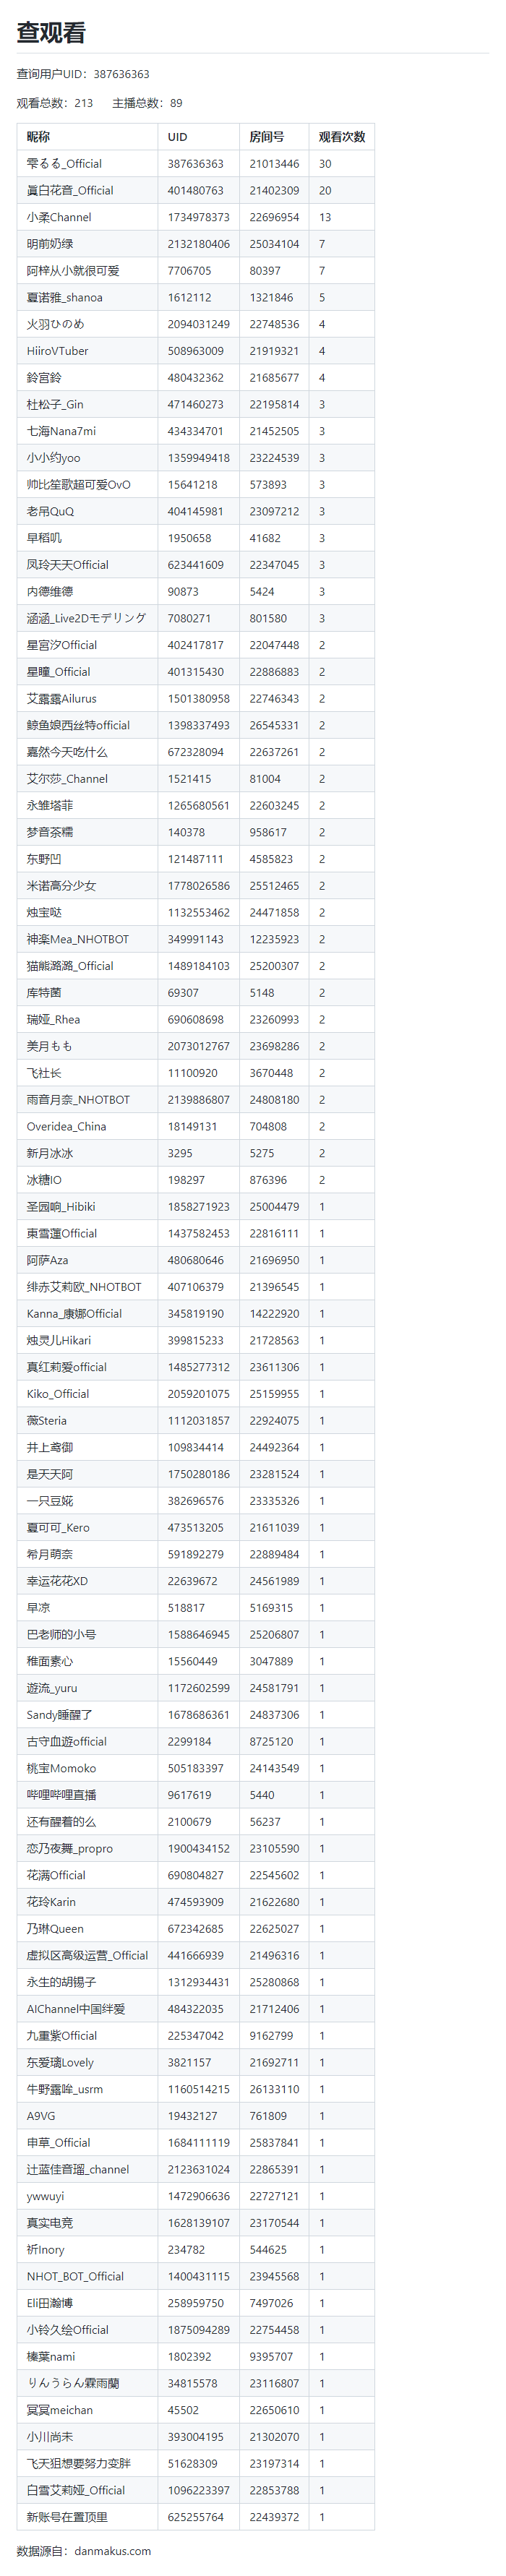 查观看
查询用户UID：387636363
观看总数：213 主播总数：89
昵称 UID 房间号 观看次数
雫るる_Official 387636363 21013446 30
眞白花音_Official 401480763 21402309 20
小柔Channel 1734978373 22696954 13
明前奶绿 2132180406 25034104 7
阿梓从小就很可爱 7706705 80397 7
夏诺雅_shanoa 1612112 1321846 5
火羽ひのめ 2094031249 22748536 4
HiiroVTuber 508963009 21919321 4
鈴宮鈴 480432362 21685677 4
杜松子_Gin 471460273 22195814 3
七海Nana7mi 434334701 21452505 3
小小约yoo 1359949418 23224539 3
帅比笙歌超可爱OvO 15641218 573893 3
老吊QuQ 404145981 23097212 3
早稻叽 1950658 41682 3
凤玲天天Official 623441609 22347045 3
内德维德 90873 5424 3
涵涵_Live2Dモデリング 7080271 801580 3
星宮汐Official 402417817 22047448 2
星瞳_Official 401315430 22886883 2
艾露露Ailurus 1501380958 22746343 2
鲸鱼娘西丝特official 1398337493 26545331 2
嘉然今天吃什么 672328094 22637261 2
艾尔莎_Channel 1521415 81004 2
永雏塔菲 1265680561 22603245 2
梦音茶糯 140378 958617 2
东野凹 121487111 4585823 2
米诺高分少女 1778026586 25512465 2
烛宝哒 1132553462 24471858 2
神楽Mea_NHOTBOT 349991143 12235923 2
猫熊潞潞_Official 1489184103 25200307 2
库特菌 69307 5148 2
瑞娅_Rhea 690608698 23260993 2
美月もも 2073012767 23698286 2
飞社长 11100920 3670448 2
雨音月奈_NHOTBOT 2139886807 24808180 2
Overidea_China 18149131 704808 2
新月冰冰 3295 5275 2
冰糖IO 198297 876396 2
圣园响_Hibiki 1858271923 25004479 1
東雪蓮Official 1437582453 22816111 1
阿萨Aza 480680646 21696950 1
绯赤艾莉欧_NHOTBOT 407106379 21396545 1
Kanna_康娜Official 345819190 14222920 1
烛灵儿Hikari 399815233 21728563 1
真红莉爱official 1485277312 23611306 1
Kiko_Official 2059201075 25159955 1
薇Steria 1112031857 22924075 1
井上鸢御 109834414 24492364 1
是天天阿 1750280186 23281524 1
一只豆婲 382696576 23335326 1
夏可可_Kero 473513205 21611039 1
希月萌奈 591892279 22889484 1
幸运花花XD 22639672 24561989 1
早凉 518817 5169315 1
巴老师的小号 1588646945 25206807 1
稚面素心 15560449 3047889 1
遊流_yuru 1172602599 24581791 1
Sandy睡醒了 1678686361 24837306 1
古守血遊official 2299184 8725120 1
桃宝Momoko 505183397 24143549 1
哔哩哔哩直播 9617619 5440 1
还有醒着的么 2100679 56237 1
恋乃夜舞_propro 1900434152 23105590 1
花满Official 690804827 22545602 1
花玲Karin 474593909 21622680 1
乃琳Queen 672342685 22625027 1
虚拟区高级运营_Official 441666939 21496316 1
永生的胡锡子 1312934431 25280868 1
AIChannel中国绊爱 484322035 21712406 1
九重紫Official 225347042 9162799 1
东爱璃Lovely 3821157 21692711 1
牛野露哞_usrm 1160514215 26133110 1
A9VG 19432127 761809 1
申草_Official 1684111119 25837841 1
辻蓝佳音瑠_channel 2123631024 22865391 1
ywwuyi 1472906636 22727121 1
真实电竞 1628139107 23170544 1
祈Inory 234782 544625 1
NHOT_BOT_Official 1400431115 23945568 1
Eli田瀚博 258959750 7497026 1
小铃久绘Official 1875094289 22754458 1
榛葉nami 1802392 9395707 1
りんうらん霖雨蘭 34815578 23116807 1
冥冥meichan 45502 22650610 1
小川尚未 393004195 21302070 1
飞天狙想要努力变胖 51628309 23197314 1
白雪艾莉娅_Official 1096223397 22853788 1
新账号在置顶里 625255764 22439372 1
数据源自：danmakus.com